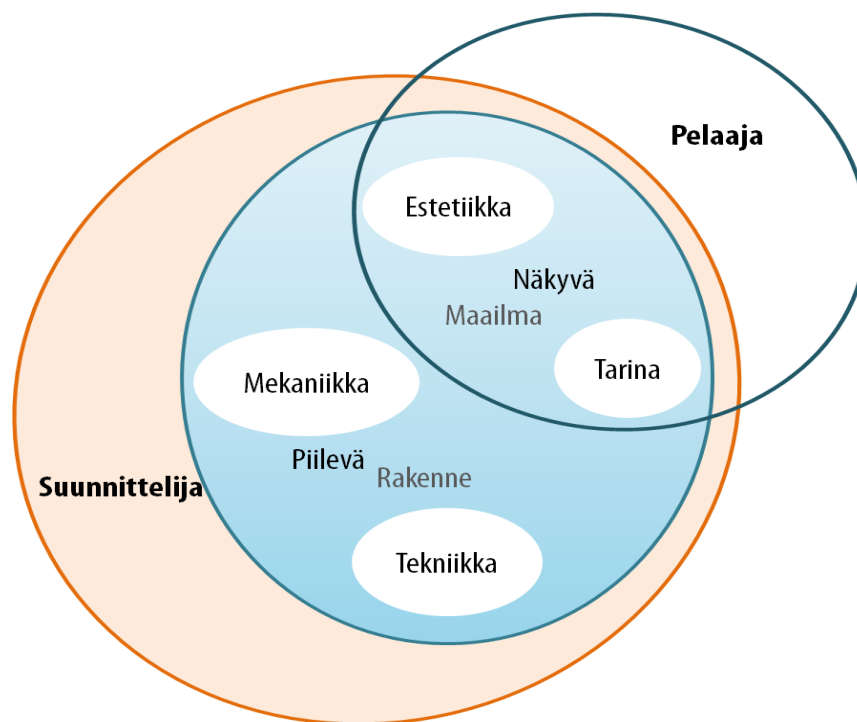 Pelaaja
Estetiikka
Näkyvä
Maailma
Tarina
Mekaniikka
Piilevä
Rakenne
Suunnittelija
Tekniikka